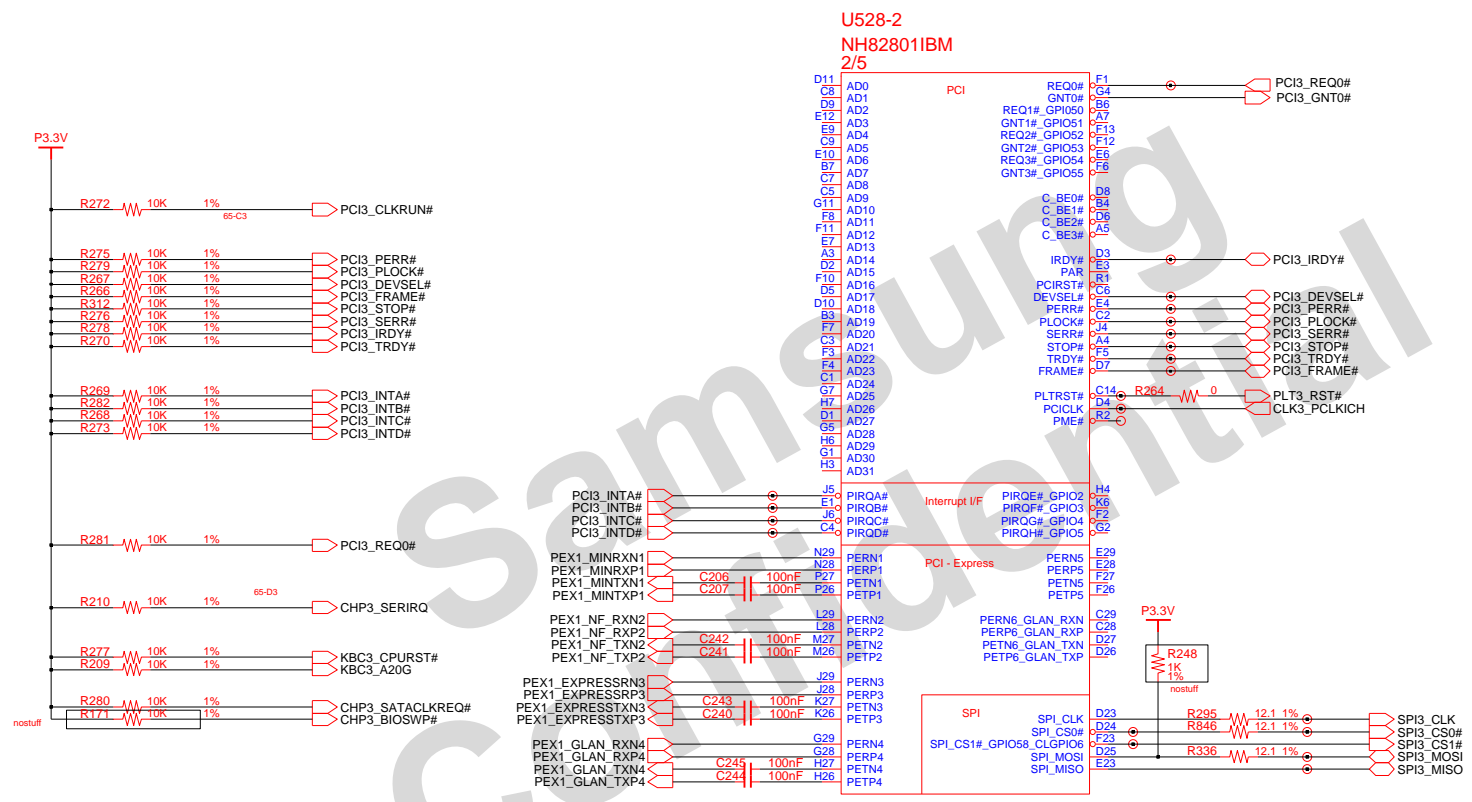 U528-2
NH82801IBM
2/5
P3.3V
R272 10K 1% PCI3_CLKRUN#
65-C3
R275 10K 1% PCI3_PERR#
R279 10K 1% PCI3_PLOCK#
R267 10K 1% PCI3_DEVSEL#
R266 10K 1% PCI3_FRAME#
R312 10K 1% PCI3_STOP#
R276 10K 1% PCI3_SERR#
R278 10K 1% PCI3_IRDY#
R270 10K 1% PCI3_TRDY#
R269 10K 1% PCI3_INTA#
R282 10K 1% PCI3_INTB#
R268 10K 1% PCI3_INTC#
R273 10K 1% PCI3_INTD#
R281 10K 1% PCI3_REQ0#
65-D3
R210 10K 1% CHP3_SERIRQ
R277 10K 1% KBC3_CPURST#
R209 10K 1% KBC3_A20G
R280 10K 1% CHP3_SATACLKREQ#
nostuff R171 10K 1% CHP3_BIOSWP#
PCI
D11 AD0
C8 AD1
D9 AD2
E12 AD3
E9 AD4
C9 AD5
E10 AD6
B7 AD7
C7 AD8
C5 AD9
G11 AD10
F8 AD11
F11 AD12
E7 AD13
A3 AD14
D2 AD15
F10 AD16
D5 AD17
D10 AD18
B3 AD19
F7 AD20
C3 AD21
F3 AD22
F4 AD23
C1 AD24
G7 AD25
H7 AD26
D1 AD27
G5 AD28
H6 AD29
G1 AD30
H3 AD31
REQ0# F1 PCI3_REQ0#
GNT0# G4 PCI3_GNT0#
REQ1#_GPI050 B6
GNT1#_GPIO51 A7
REQ2#_GPIO52 F13
GNT2#_GPIO53 F12
REQ3#_GPIO54 E6
GNT3#_GPIO55 F6
C_BE0# D8
C_BE1# B4
C_BE2# D6
C_BE3# A5
IRDY# D3 PCI3_IRDY#
PAR E3
PCIRST# R1
DEVSEL# C6 PCI3_DEVSEL#
PERR# E4 PCI3_PERR#
PLOCK# C2 PCI3_PLOCK#
SERR# J4 PCI3_SERR#
STOP# A4 PCI3_STOP#
TRDY# F5 PCI3_TRDY#
FRAME# D7 PCI3_FRAME#
PLTRST# C14 R264 0 PLT3_RST#
PCICLK D4 CLK3_PCLKICH
PME# R2
Interrupt I/F
PCI3_INTA# J5 PIRQA#
PCI3_INTB# E1 PIRQB#
PCI3_INTC# J6 PIRQC#
PCI3_INTD# C4 PIRQD#
PIRQE#_GPIO2 H4
PIRQF#_GPIO3 K6
PIRQG#_GPIO4 F2
PIRQH#_GPIO5 G2
PCI - Express
PEX1_MINRXN1 N29 PERN1
PEX1_MINRXP1 N28 PERP1
PEX1_MINTXN1 C206 100nF P27 PETN1
PEX1_MINTXP1 C207 100nF P26 PETP1
PEX1_NF_RXN2 L29 PERN2
PEX1_NF_RXP2 L28 PERP2
PEX1_NF_TXN2 C242 100nF M27 PETN2
PEX1_NF_TXP2 C241 100nF M26 PETP2
PEX1_EXPRESSRN3 J29 PERN3
PEX1_EXPRESSRP3 J28 PERP3
PEX1_EXPRESSTXN3 C243 100nF K27 PETN3
PEX1_EXPRESSTXP3 C240 100nF K26 PETP3
PEX1_GLAN_RXN4 G29 PERN4
PEX1_GLAN_RXP4 G28 PERP4
PEX1_GLAN_TXN4 C245 100nF H27 PETN4
PEX1_GLAN_TXP4 C244 100nF H26 PETP4
PERN5 E29
PERP5 E28
PETN5 F27
PETP5 F26
PERN6_GLAN_RXN C29
PERP6_GLAN_RXP C28
PETN6_GLAN_TXN D27
PETP6_GLAN_TXP D26
P3.3V
R248
1K
1%
nostuff
SPI
SPI_CLK D23 R295 12.1 1% SPI3_CLK
SPI_CS0# D24 R846 12.1 1% SPI3_CS0#
SPI_CS1#_GPIO58_CLGPIO6 F23 SPI3_CS1#
SPI_MOSI D25 R336 12.1 1% SPI3_MOSI
SPI_MISO E23 SPI3_MISO
Samsung
Confidential